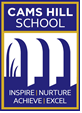 CAMS HILL
SCHOOL
INSPIRE | NURTURE
ACHIEVE | EXCEL